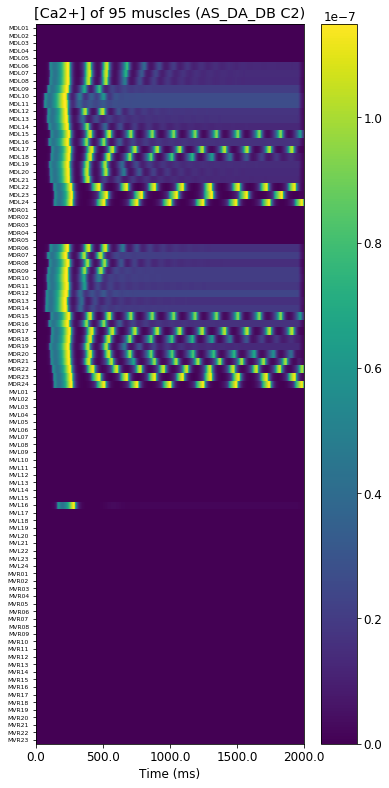 [Ca2+] of 95 muscles (AS_DA_DB C2)
1e−7
MDL01
MDL02
MDL03
MDL04
MDL05
MDL06
MDL07
MDL08
MDL09
MDL10
MDL11
MDL12
MDL13
MDL14
MDL15
MDL16
MDL17
MDL18
MDL19
MDL20
MDL21
MDL22
MDL23
MDL24
MDR01
MDR02
MDR03
MDR04
MDR05
MDR06
MDR07
MDR08
MDR09
MDR10
MDR11
MDR12
MDR13
MDR14
MDR15
MDR16
MDR17
MDR18
MDR19
MDR20
MDR21
MDR22
MDR23
MDR24
MVL01
MVL02
MVL03
MVL04
MVL05
MVL06
MVL07
MVL08
MVL09
MVL10
MVL11
MVL12
MVL13
MVL14
MVL15
MVL16
MVL17
MVL18
MVL19
MVL20
MVL21
MVL22
MVL23
MVL24
MVR01
MVR02
MVR03
MVR04
MVR05
MVR06
MVR07
MVR08
MVR09
MVR10
MVR11
MVR12
MVR13
MVR14
MVR15
MVR16
MVR17
MVR18
MVR19
MVR20
MVR21
MVR22
MVR23
0.0 500.0 1000.0 1500.0 2000.0
Time (ms)
1.0
0.8
0.6
0.4
0.2
0.0